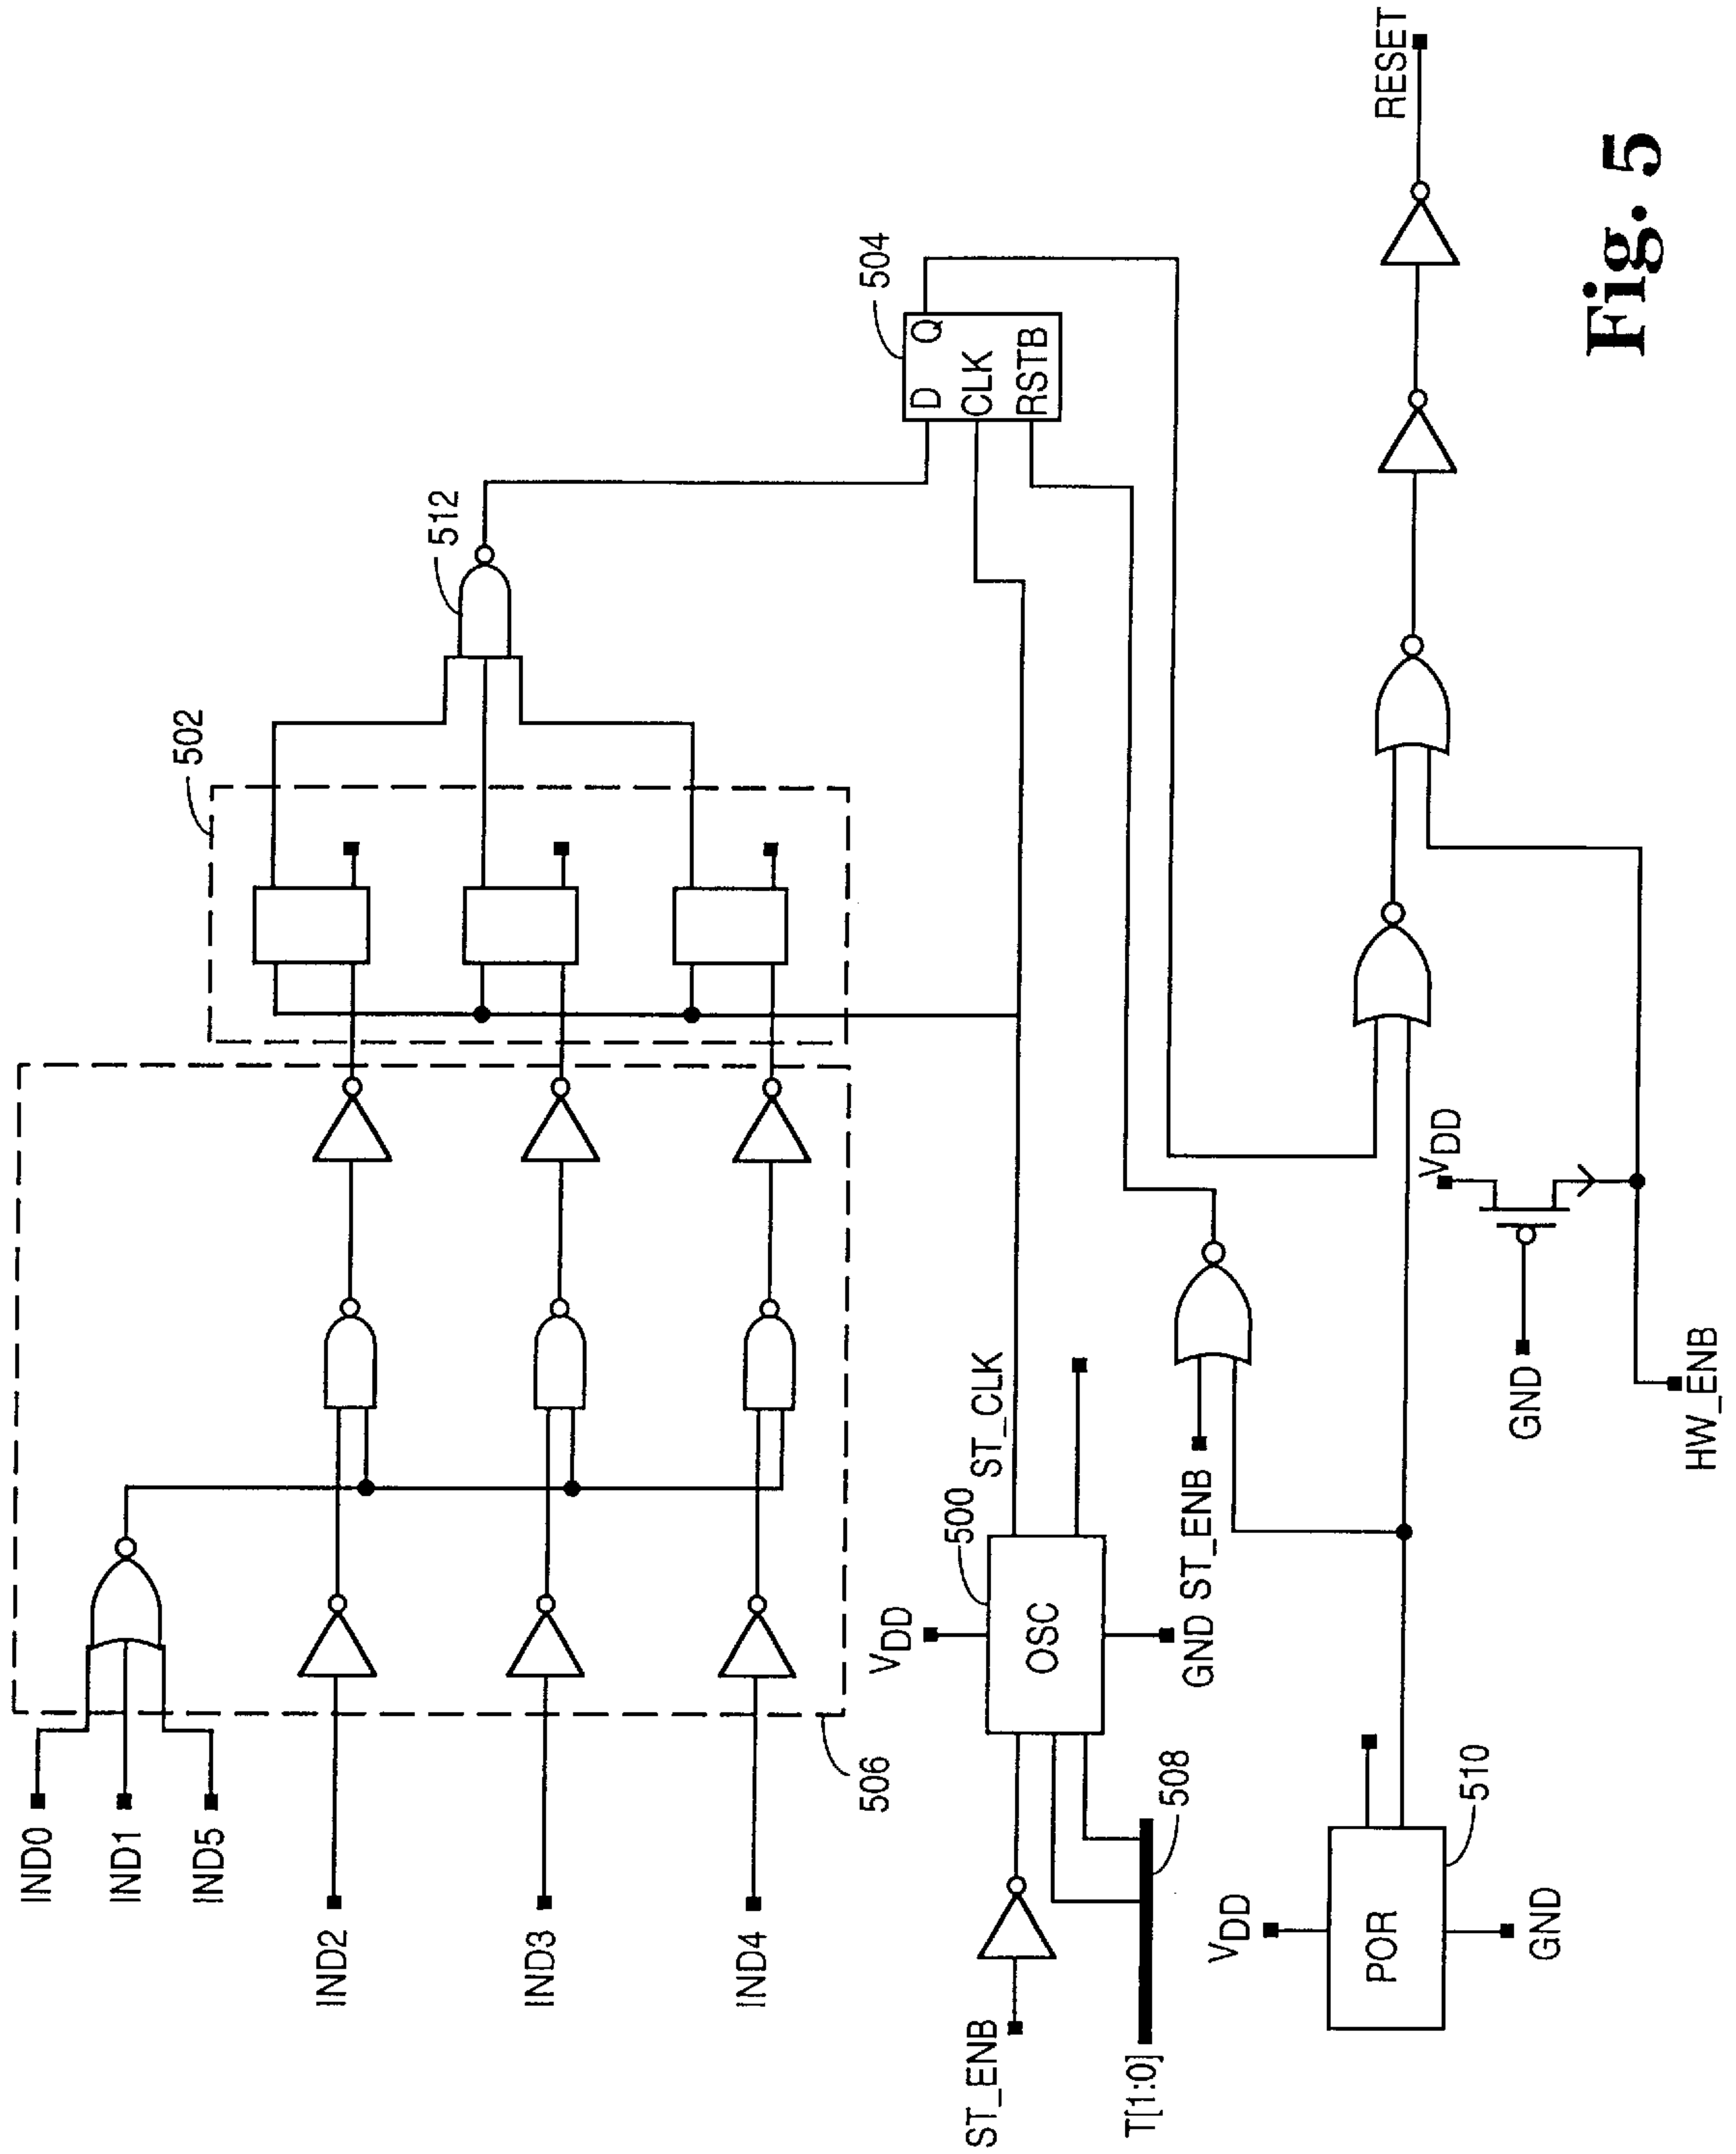 IND0
IND1
IND5
IND2
IND3
IND4
506
502
512
504
D Q
CLK
RSTB
ST_ENB
T[1:0]
508
VDD
OSC
500
GND
ST_CLK
ST_ENB
VDD
POR
510
GND
GND
VDD
HW_ENB
RESET
Fig. 5